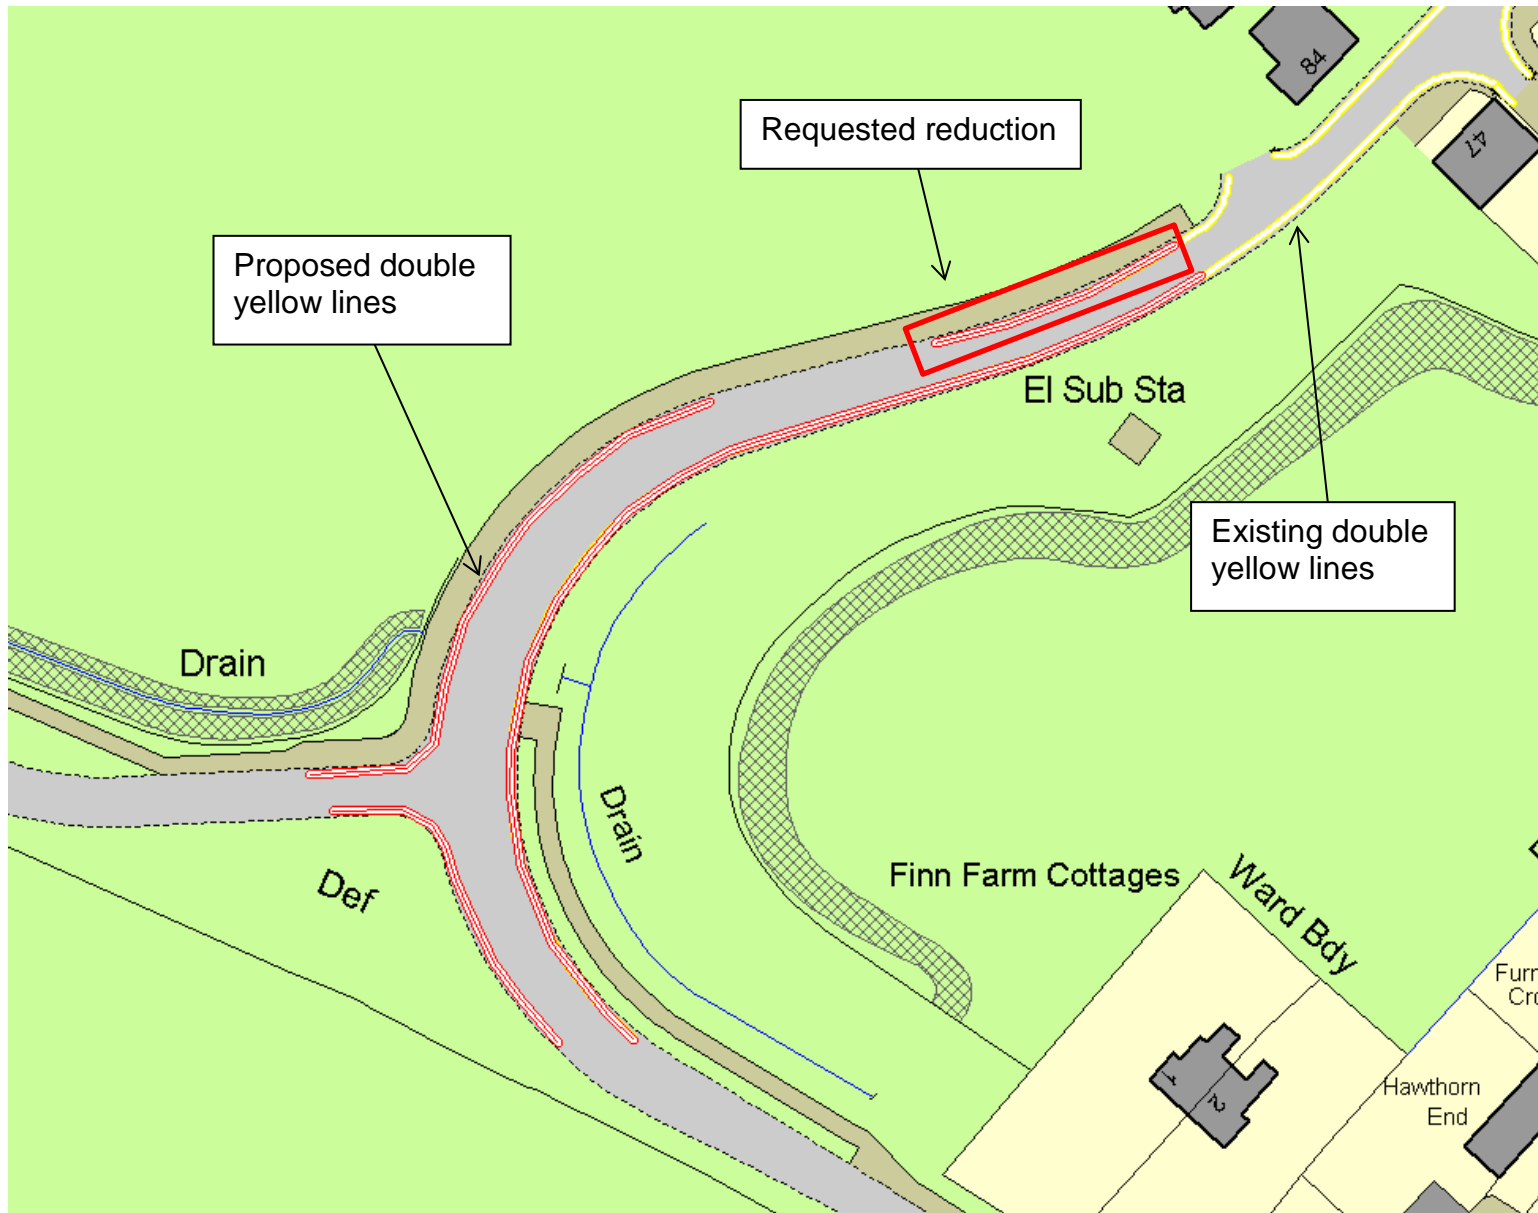 84
Requested reduction
47
Proposed double
yellow lines
El Sub Sta
Existing double
yellow lines
Drain
Drain
Def
Finn Farm Cottages
Ward Bdy
1
2
Hawthorn
End